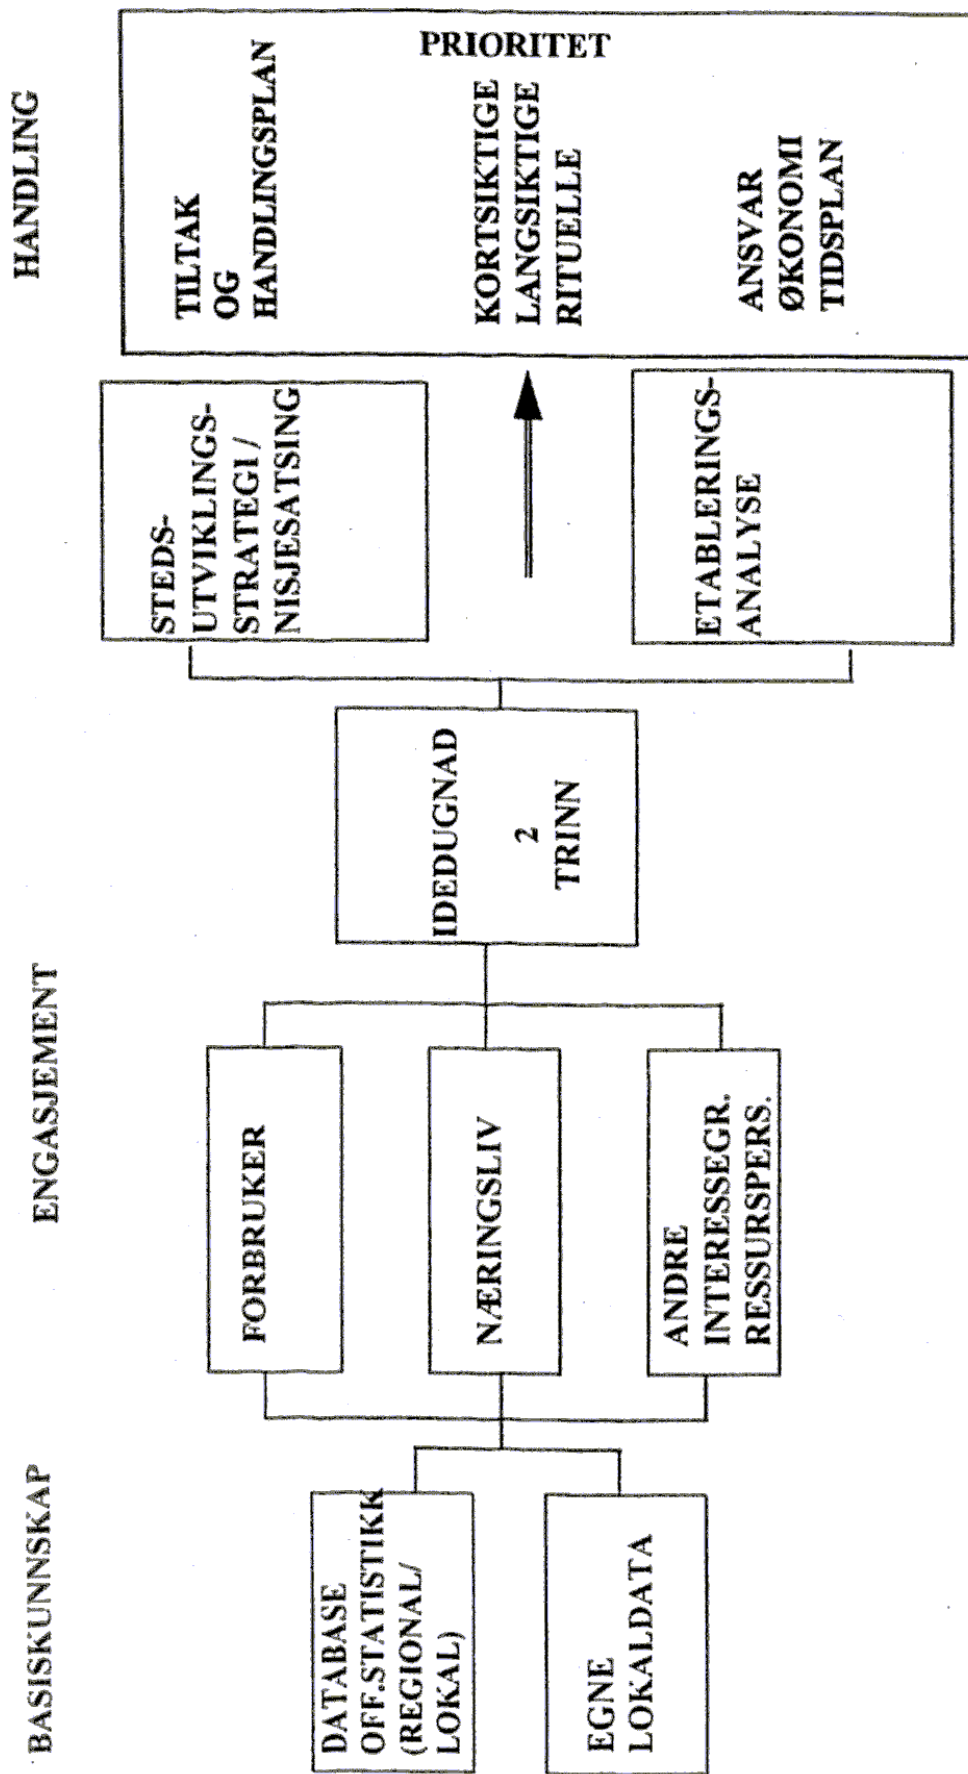 BASISKUNNSKAP
ENGASJEMENT
HANDLING
DATABASE
OFF.STATISTIKK
(REGIONAL/
LOKAL)
EGNE
LOKALDATA
FORBRUKER
NÆRINGSLIV
ANDRE
INTERESSEGR.
RESSURSPERS.
IDEDUGNAD
2
TRINN
STEDS-
UTVIKLINGS-
STRATEGI /
NISJESATSING
ETABLERINGS-
ANALYSE
PRIORITET
TILTAK
OG
HANDLINGSPLAN
KORTSIKTIGE
LANGSIKTIGE
RITUELLE
ANSVAR
ØKONOMI
TIDSPLAN